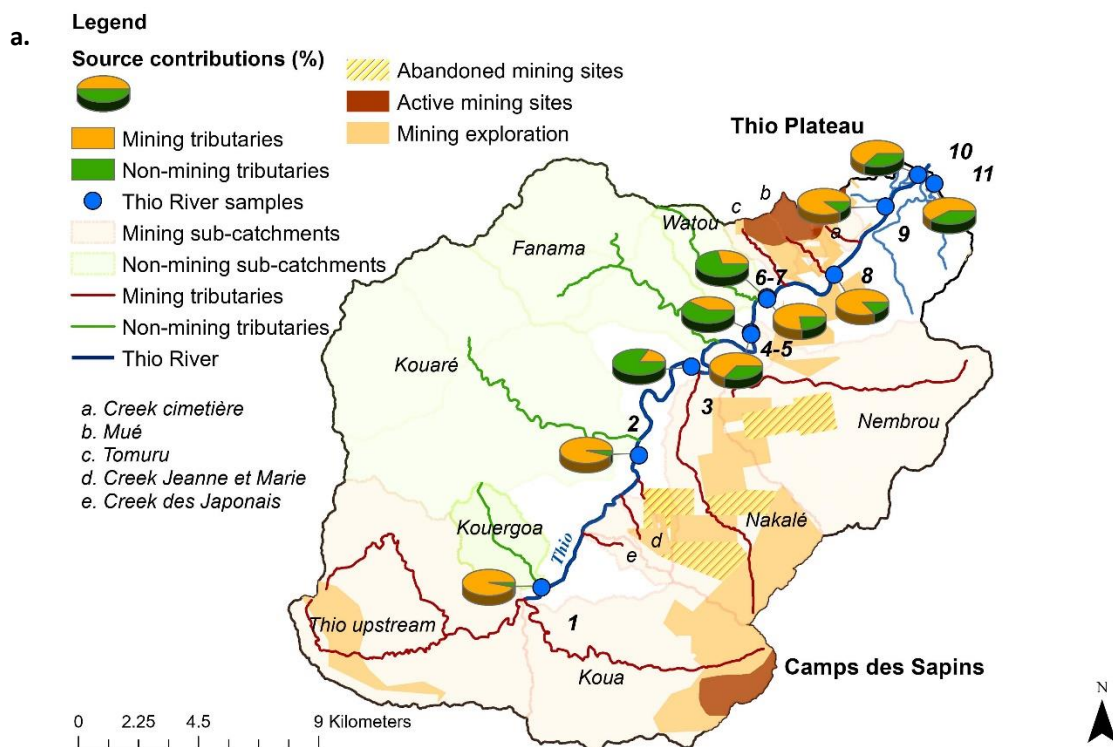 a.
Legend
Source contributions (%)
Mining tributaries
Non-mining tributaries
Thio River samples
Mining sub-catchments
Non-mining sub-catchments
Mining tributaries
Non-mining tributaries
Thio River
Abandoned mining sites
Active mining sites
Mining exploration
a. Creek cimetière
b. Mué
c. Tomuru
d. Creek Jeanne et Marie
e. Creek des Japonais
Thio Plateau
10
11
b
c
a
Watou
9
Fanama
6-7
8
Kouaré
4-5
3
Nembrou
2
Kouergoa
Nakalé
Thio
d
e
Thio upstream
1
Koua
Camps des Sapins
N
0 2.25 4.5 9 Kilometers